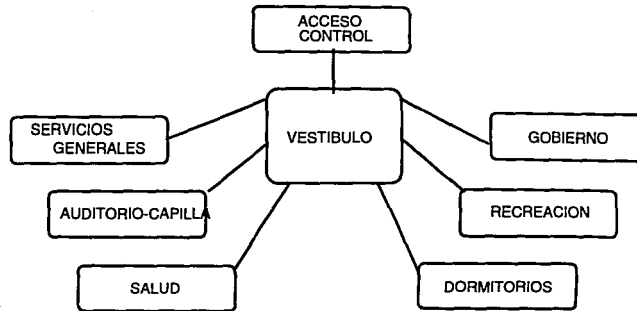 ACCESO
CONTROL
SERVICIOS
GENERALES
VESTIBULO
GOBIERNO
AUDITORIO-CAPILLA
RECREACION
SALUD
DORMITORIOS